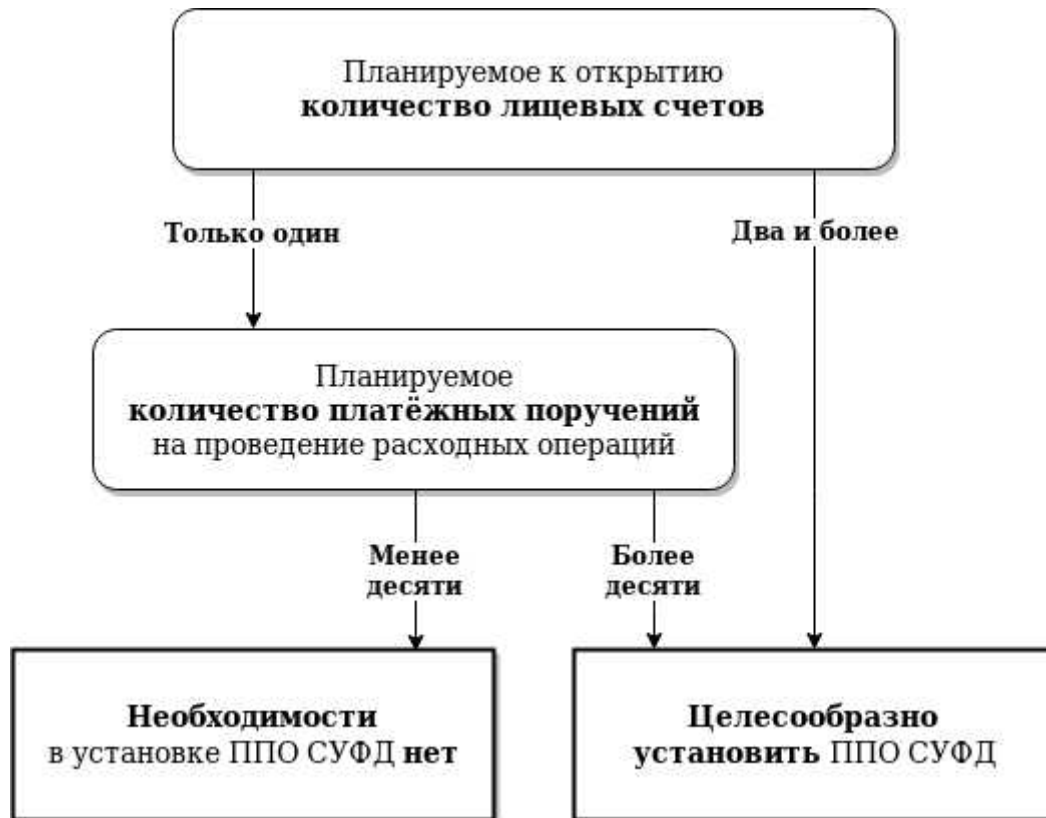 Планируемое к открытию
количество лицевых счетов
Только один
Два и более
Планируемое
количество платёжных поручений
на проведение расходных операций
Менее
десяти
Более
десяти
Необходимости
в установке ППО СУФД нет
Целесообразно
установить ППО СУФД